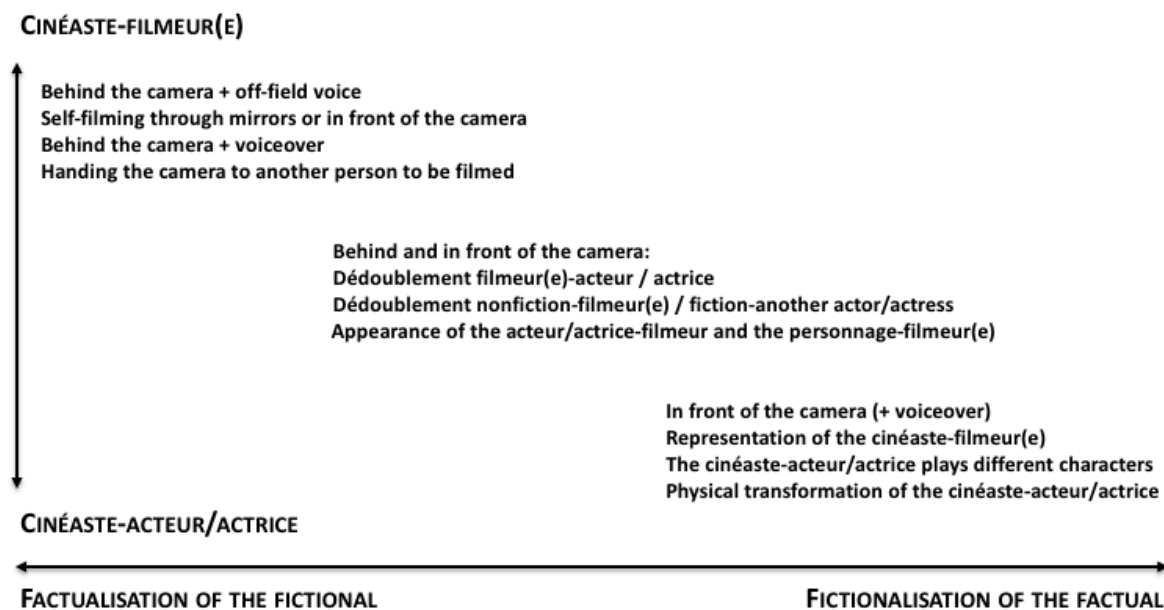 CINÉASTE-FILMEUR(E)
Behind the camera + off-field voice
Self-filming through mirrors or in front of the camera
Behind the camera + voiceover
Handing the camera to another person to be filmed
Behind and in front of the camera:
Dédoublement filmeur(e)-acteur / actrice
Dédoublement nonfiction-filmeur(e) / fiction-another actor/actress
Appearance of the acteur/actrice-filmeur and the personnage-filmeur(e)
In front of the camera (+ voiceover)
Representation of the cinéaste-filmeur(e)
The cinéaste-acteur/actrice plays different characters
Physical transformation of the cinéaste-acteur/actrice
CINÉASTE-ACTEUR/ACTRICE
FACTUALISATION OF THE FICTIONAL
FICTIONALISATION OF THE FACTUAL